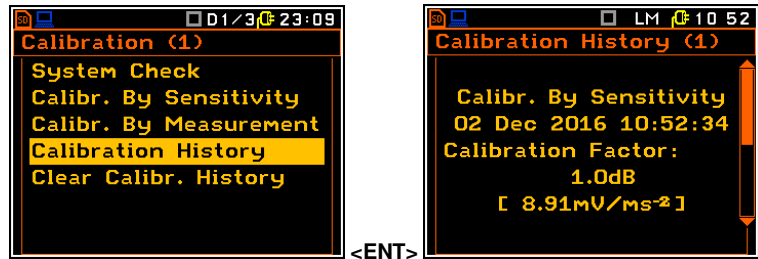 SD D1/3 23:09
Calibration (1)
System Check
Calibr. By Sensitivity
Calibr. By Measurement
Calibration History
Clear Calibr. History
<ENT>
SD LM 10 52
Calibration History (1)
Calibr. By Sensitivity
02 Dec 2016 10:52:34
Calibration Factor:
1.0dB
[ 8.91mV/ms⁻² ]